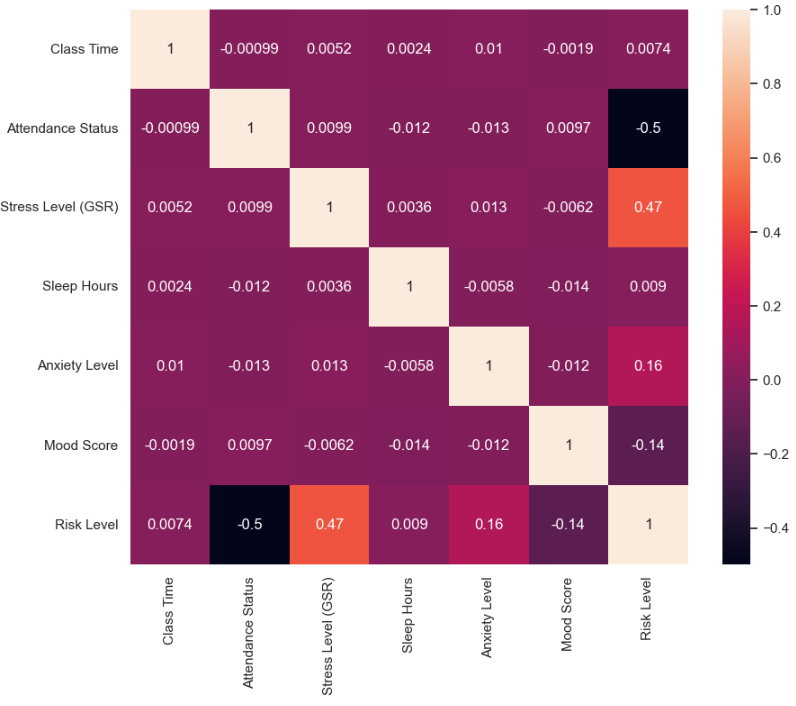 Class Time 1 -0.00099 0.0052 0.0024 0.01 -0.0019 0.0074
Attendance Status -0.00099 1 0.0099 -0.012 -0.013 0.0097 -0.5
Stress Level (GSR) 0.0052 0.0099 1 0.0036 0.013 -0.0062 0.47
Sleep Hours 0.0024 -0.012 0.0036 1 -0.0058 -0.014 0.009
Anxiety Level 0.01 -0.013 0.013 -0.0058 1 -0.012 0.16
Mood Score -0.0019 0.0097 -0.0062 -0.014 -0.012 1 -0.14
Risk Level 0.0074 -0.5 0.47 0.009 0.16 -0.14 1
Class Time
Attendance Status
Stress Level (GSR)
Sleep Hours
Anxiety Level
Mood Score
Risk Level
1.0
0.8
0.6
0.4
0.2
0.0
−0.2
−0.4